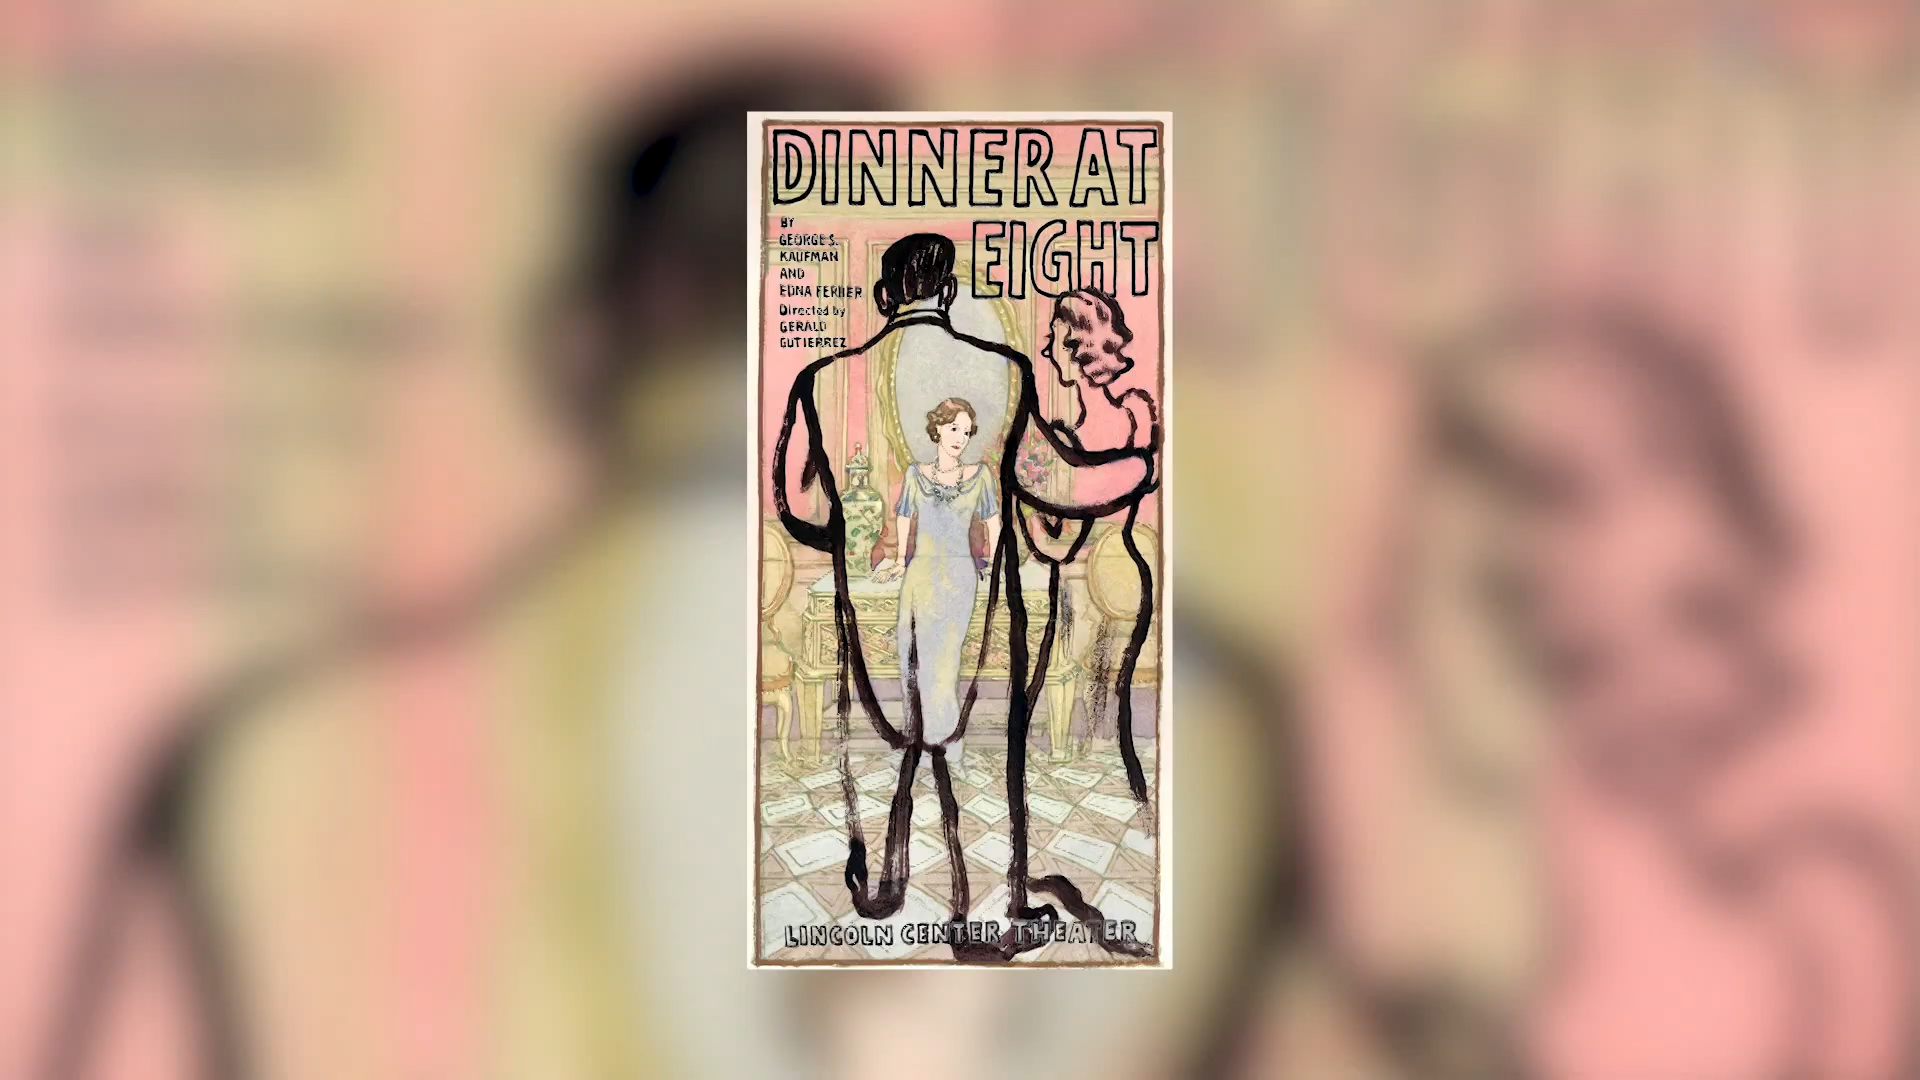 DINNER AT
EIGHT
BY
GEORGE S.
KAUFMAN
AND
EDNA FERBER
Directed by
GERALD
GUTIERREZ
LINCOLN CENTER THEATER